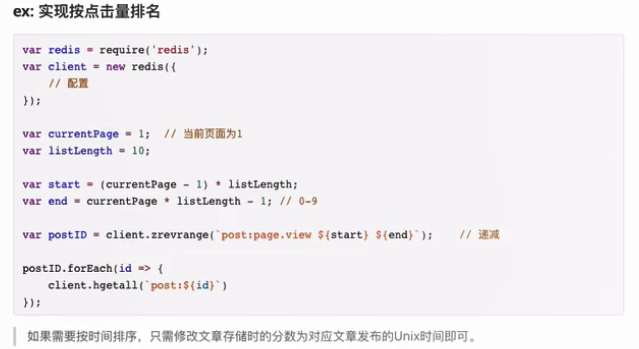 ex: 实现按点击量排名
var redis = require('redis');
var client = new redis({
    // 配置
});
var currentPage = 1;  // 当前页面为1
var listLength = 10;
var start = (currentPage - 1) * listLength;
var end = currentPage * listLength - 1; // 0-9
var postID = client.zrevrange(`post:page.view ${start} ${end}`);    // 递减
postID.forEach(id => {
    client.hgetall(`post:${id}`)
});
如果需要按时间排序，只需修改文章存储时的分数为对应文章发布的Unix时间即可。